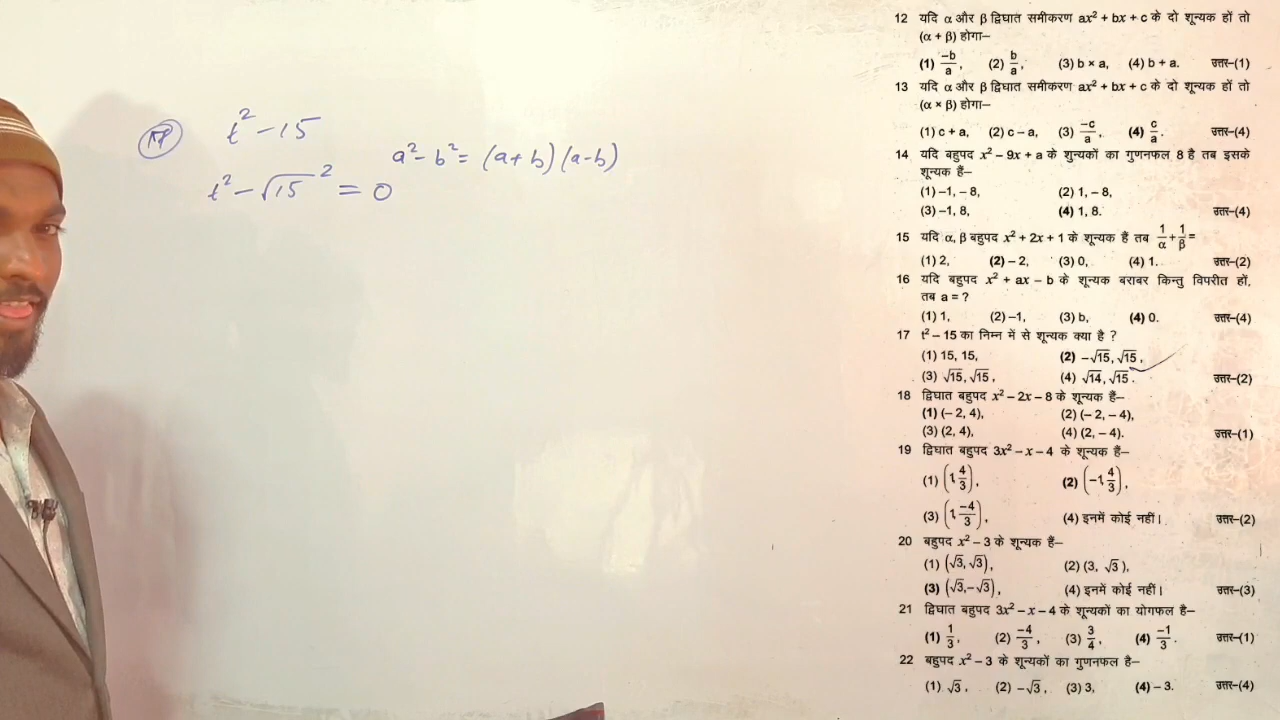 (17) t² - 15
a² - b² = (a+b)(a-b)
t² - √15² = 0
12 यदि α और β द्विघात समीकरण ax² + bx + c के दो शून्यक हों तो
(α + β) होगा–
(1) -b/a, (2) b/a, (3) b × a, (4) b + a. उत्तर–(1)
13 यदि α और β द्विघात समीकरण ax² + bx + c के दो शून्यक हों तो
(α × β) होगा–
(1) c + a, (2) c – a, (3) -c/a, (4) c/a. उत्तर–(4)
14 यदि बहुपद x² – 9x + a के शुन्यकों का गुणनफल 8 है तब इसके
शून्यक हैं–
(1) –1, – 8, (2) 1, – 8,
(3) –1, 8, (4) 1, 8. उत्तर–(4)
15 यदि α, β बहुपद x² + 2x + 1 के शून्यक हैं तब 1/α + 1/β =
(1) 2, (2) – 2, (3) 0, (4) 1. उत्तर–(2)
16 यदि बहुपद x² + ax – b के शून्यक बराबर किन्तु विपरीत हों,
तब a = ?
(1) 1, (2) –1, (3) b, (4) 0. उत्तर–(4)
17 t² – 15 का निम्न में से शून्यक क्या है ?
(1) 15, 15, (2) –√15, √15,
(3) √15, √15, (4) √14, √15. उत्तर–(2)
18 द्विघात बहुपद x² – 2x – 8 के शून्यक हैं–
(1) (– 2, 4), (2) (– 2, – 4),
(3) (2, 4), (4) (2, – 4). उत्तर–(1)
19 द्विघात बहुपद 3x² – x – 4 के शून्यक हैं–
(1) (1, 4/3), (2) (–1, 4/3),
(3) (1, -4/3), (4) इनमें कोई नहीं। उत्तर–(2)
20 बहुपद x² – 3 के शून्यक हैं–
(1) (√3, √3), (2) (3, √3),
(3) (√3, –√3), (4) इनमें कोई नहीं। उत्तर–(3)
21 द्विघात बहुपद 3x² – x – 4 के शून्यकों का योगफल है–
(1) 1/3, (2) -4/3, (3) 3/4, (4) -1/3. उत्तर–(1)
22 बहुपद x² – 3 के शून्यकों का गुणनफल है–
(1) √3, (2) –√3, (3) 3, (4) – 3. उत्तर–(4)